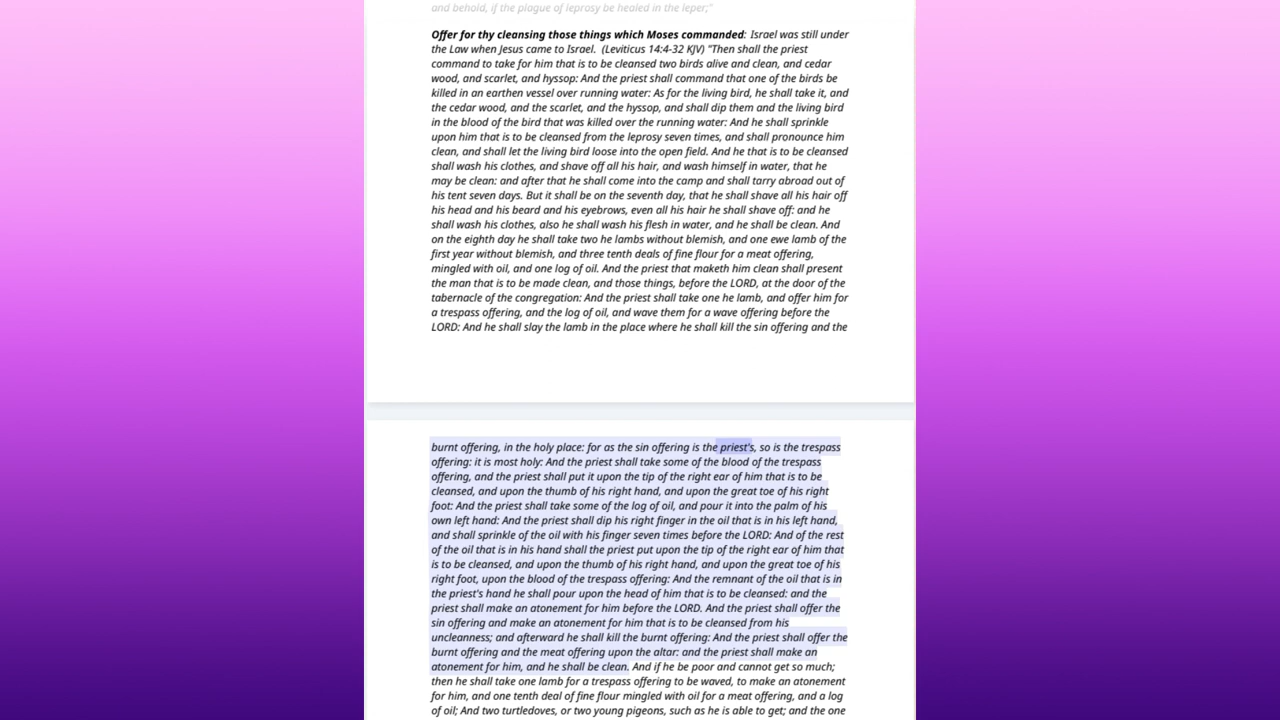 and behold, if the plague of leprosy be healed in the leper;"
Offer for thy cleansing those things which Moses commanded: Israel was still under
the Law when Jesus came to Israel. (Leviticus 14:4-32 KJV) "Then shall the priest
command to take for him that is to be cleansed two birds alive and clean, and cedar
wood, and scarlet, and hyssop: And the priest shall command that one of the birds be
killed in an earthen vessel over running water: As for the living bird, he shall take it, and
the cedar wood, and the scarlet, and the hyssop, and shall dip them and the living bird
in the blood of the bird that was killed over the running water: And he shall sprinkle
upon him that is to be cleansed from the leprosy seven times, and shall pronounce him
clean, and shall let the living bird loose into the open field. And he that is to be cleansed
shall wash his clothes, and shave off all his hair, and wash himself in water, that he
may be clean: and after that he shall come into the camp and shall tarry abroad out of
his tent seven days. But it shall be on the seventh day, that he shall shave all his hair off
his head and his beard and his eyebrows, even all his hair he shall shave off: and he
shall wash his clothes, also he shall wash his flesh in water, and he shall be clean. And
on the eighth day he shall take two he lambs without blemish, and one ewe lamb of the
first year without blemish, and three tenth deals of fine flour for a meat offering,
mingled with oil, and one log of oil. And the priest that maketh him clean shall present
the man that is to be made clean, and those things, before the LORD, at the door of the
tabernacle of the congregation: And the priest shall take one he lamb, and offer him for
a trespass offering, and the log of oil, and wave them for a wave offering before the
LORD: And he shall slay the lamb in the place where he shall kill the sin offering and the
burnt offering, in the holy place: for as the sin offering is the priest's, so is the trespass
offering: it is most holy: And the priest shall take some of the blood of the trespass
offering, and the priest shall put it upon the tip of the right ear of him that is to be
cleansed, and upon the thumb of his right hand, and upon the great toe of his right
foot: And the priest shall take some of the log of oil, and pour it into the palm of his
own left hand: And the priest shall dip his right finger in the oil that is in his left hand,
and shall sprinkle of the oil with his finger seven times before the LORD: And of the rest
of the oil that is in his hand shall the priest put upon the tip of the right ear of him that
is to be cleansed, and upon the thumb of his right hand, and upon the great toe of his
right foot, upon the blood of the trespass offering: And the remnant of the oil that is in
the priest's hand he shall pour upon the head of him that is to be cleansed: and the
priest shall make an atonement for him before the LORD. And the priest shall offer the
sin offering and make an atonement for him that is to be cleansed from his
uncleanness; and afterward he shall kill the burnt offering: And the priest shall offer the
burnt offering and the meat offering upon the altar: and the priest shall make an
atonement for him, and he shall be clean. And if he be poor and cannot get so much;
then he shall take one lamb for a trespass offering to be waved, to make an atonement
for him, and one tenth deal of fine flour mingled with oil for a meat offering, and a log
of oil; And two turtledoves, or two young pigeons, such as he is able to get; and the one